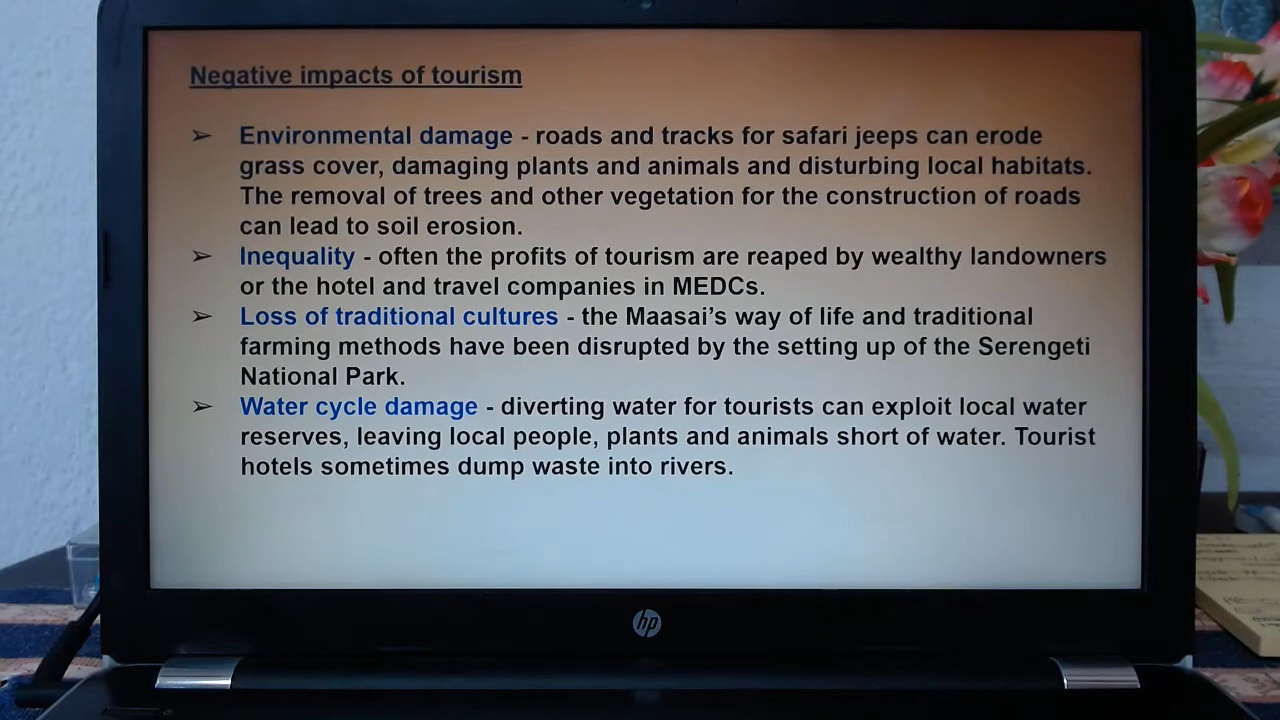 Negative impacts of tourism
➢ Environmental damage - roads and tracks for safari jeeps can erode
grass cover, damaging plants and animals and disturbing local habitats.
The removal of trees and other vegetation for the construction of roads
can lead to soil erosion.
➢ Inequality - often the profits of tourism are reaped by wealthy landowners
or the hotel and travel companies in MEDCs.
➢ Loss of traditional cultures - the Maasai’s way of life and traditional
farming methods have been disrupted by the setting up of the Serengeti
National Park.
➢ Water cycle damage - diverting water for tourists can exploit local water
reserves, leaving local people, plants and animals short of water. Tourist
hotels sometimes dump waste into rivers.
hp